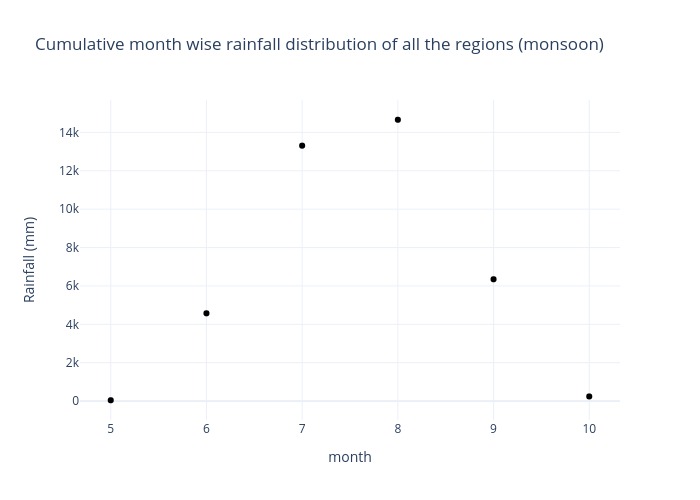 Cumulative month wise rainfall distribution of all the regions (monsoon)
14k
12k
10k
8k
6k
4k
2k
0
Rainfall (mm)
5 6 7 8 9 10
month